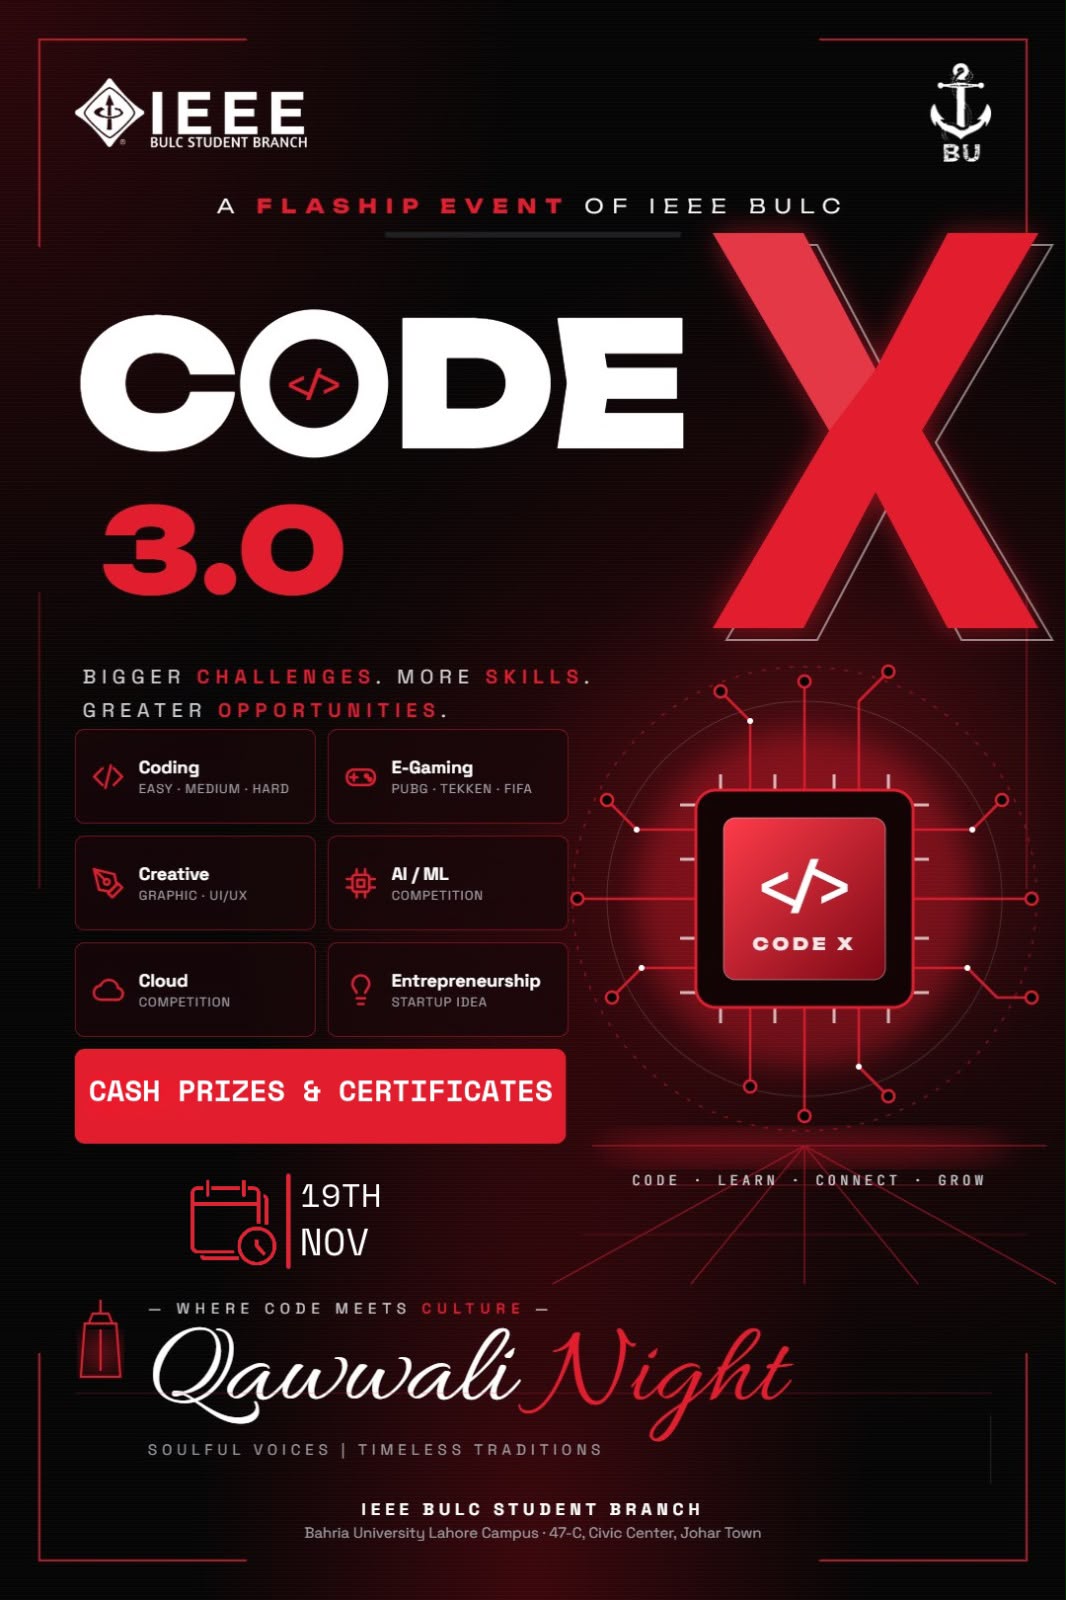 IEEE
BULC STUDENT BRANCH
BU
A FLASHIP EVENT OF IEEE BULC
CODE X
</>
3.0
BIGGER CHALLENGES. MORE SKILLS.
GREATER OPPORTUNITIES.
Coding
EASY · MEDIUM · HARD
E-Gaming
PUBG · TEKKEN · FIFA
Creative
GRAPHIC · UI/UX
AI / ML
COMPETITION
Cloud
COMPETITION
Entrepreneurship
STARTUP IDEA
</>
CODE X
CASH PRIZES & CERTIFICATES
CODE · LEARN · CONNECT · GROW
19TH
NOV
— WHERE CODE MEETS CULTURE —
Qawwali Night
SOULFUL VOICES | TIMELESS TRADITIONS
IEEE BULC STUDENT BRANCH
Bahria University Lahore Campus · 47-C, Civic Center, Johar Town